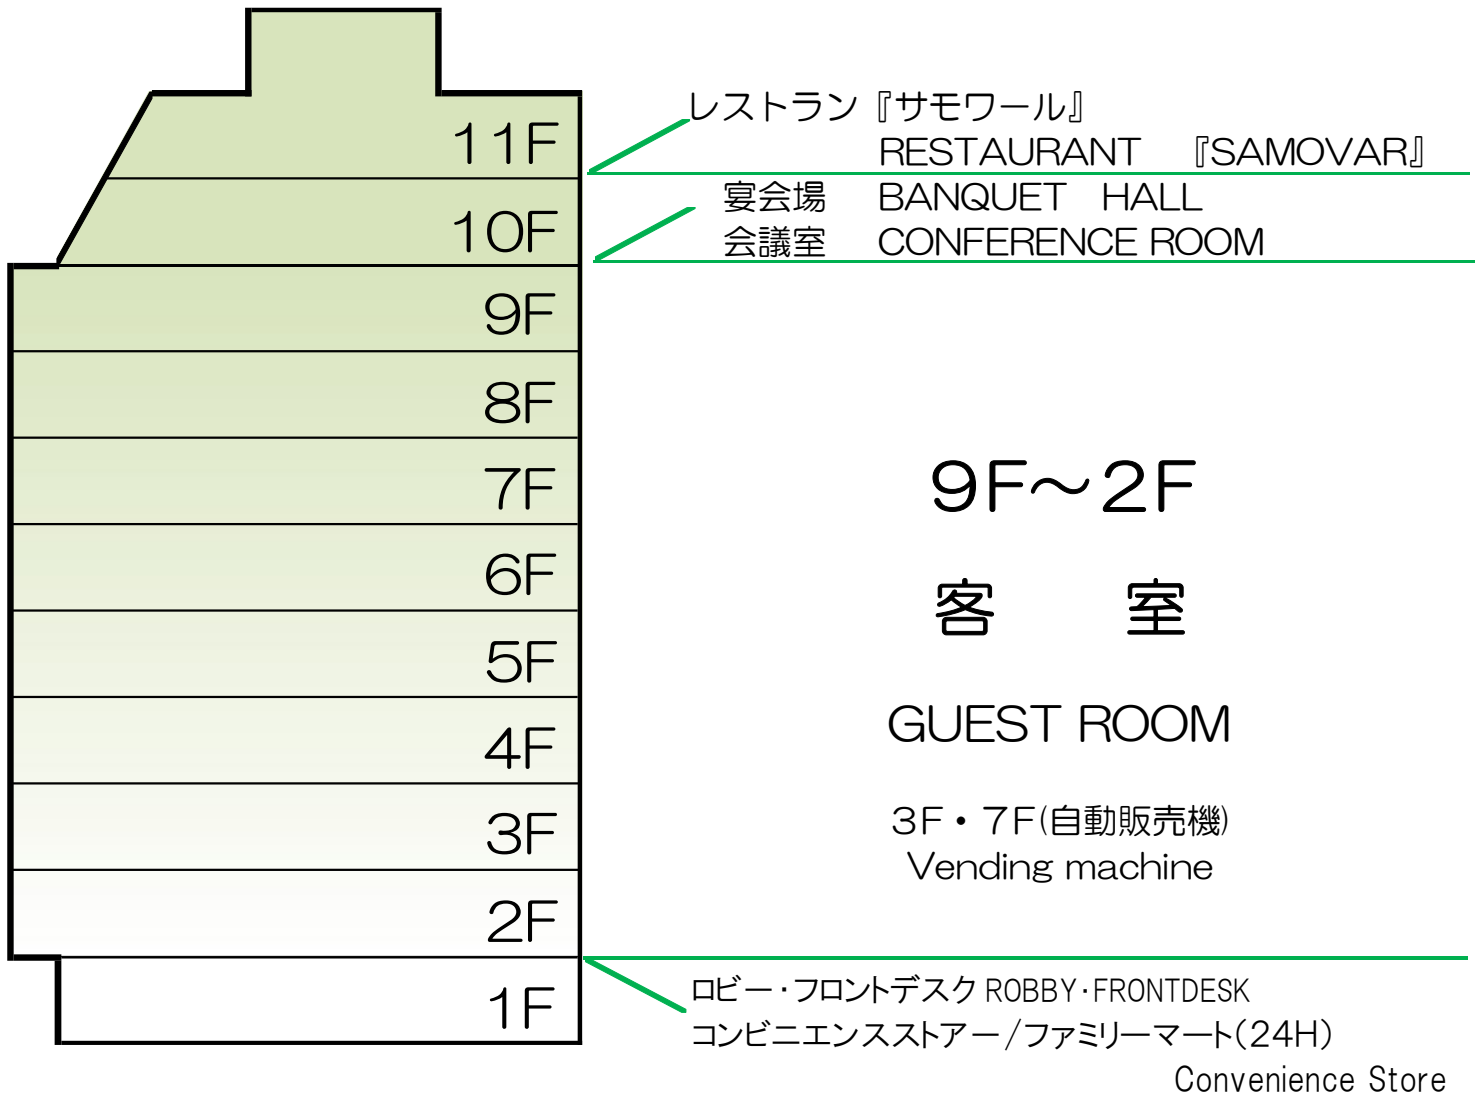 レストラン『サモワール』
11F
RESTAURANT 『SAMOVAR』
宴会場 BANQUET HALL
10F
会議室 CONFERENCE ROOM
9F
8F
7F
9F～2F
6F
客 室
5F
GUEST ROOM
4F
3F・7F(自動販売機)
3F
Vending machine
2F
ロビー・フロントデスク ROBBY・FRONTDESK
1F
コンビニエンスストアー/ファミリーマート(24H)
Convenience Store